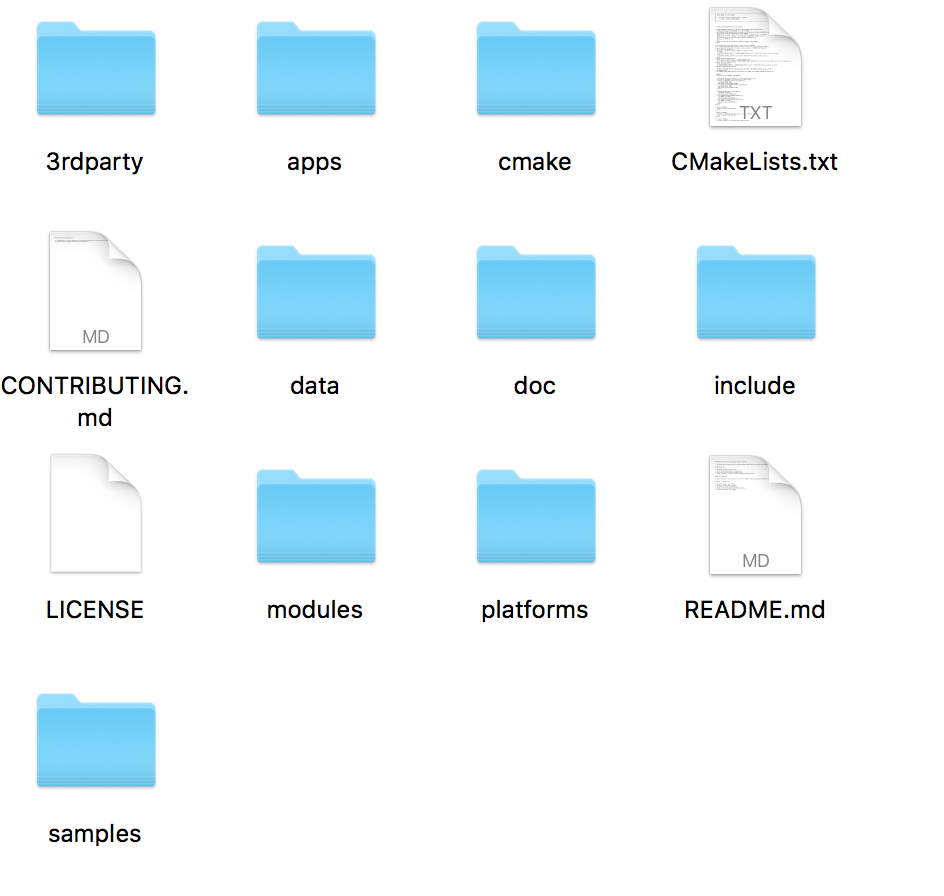 TXT
3rdparty
apps
cmake
CMakeLists.txt
MD
CONTRIBUTING.
md
data
doc
include
LICENSE
modules
platforms
MD
README.md
samples